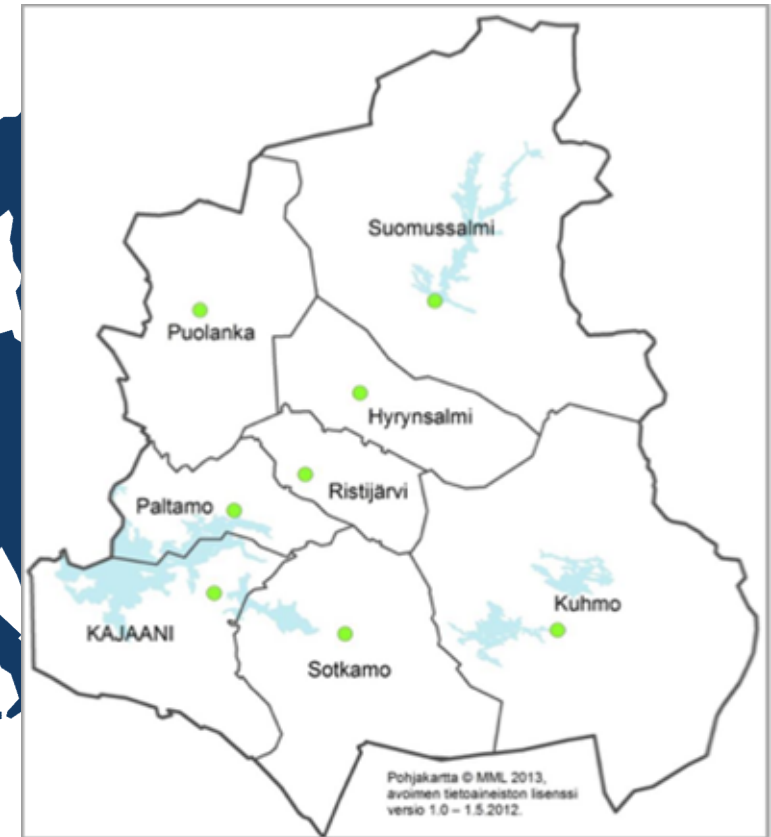 Suomussalmi
Puolanka
Hyrynsalmi
Ristijärvi
Paltamo
Kuhmo
KAJAANI
Sotkamo
Pohjakartta © MML 2013,
avoimen tietoaineiston lisenssi
versio 1.0 – 1.5.2012.